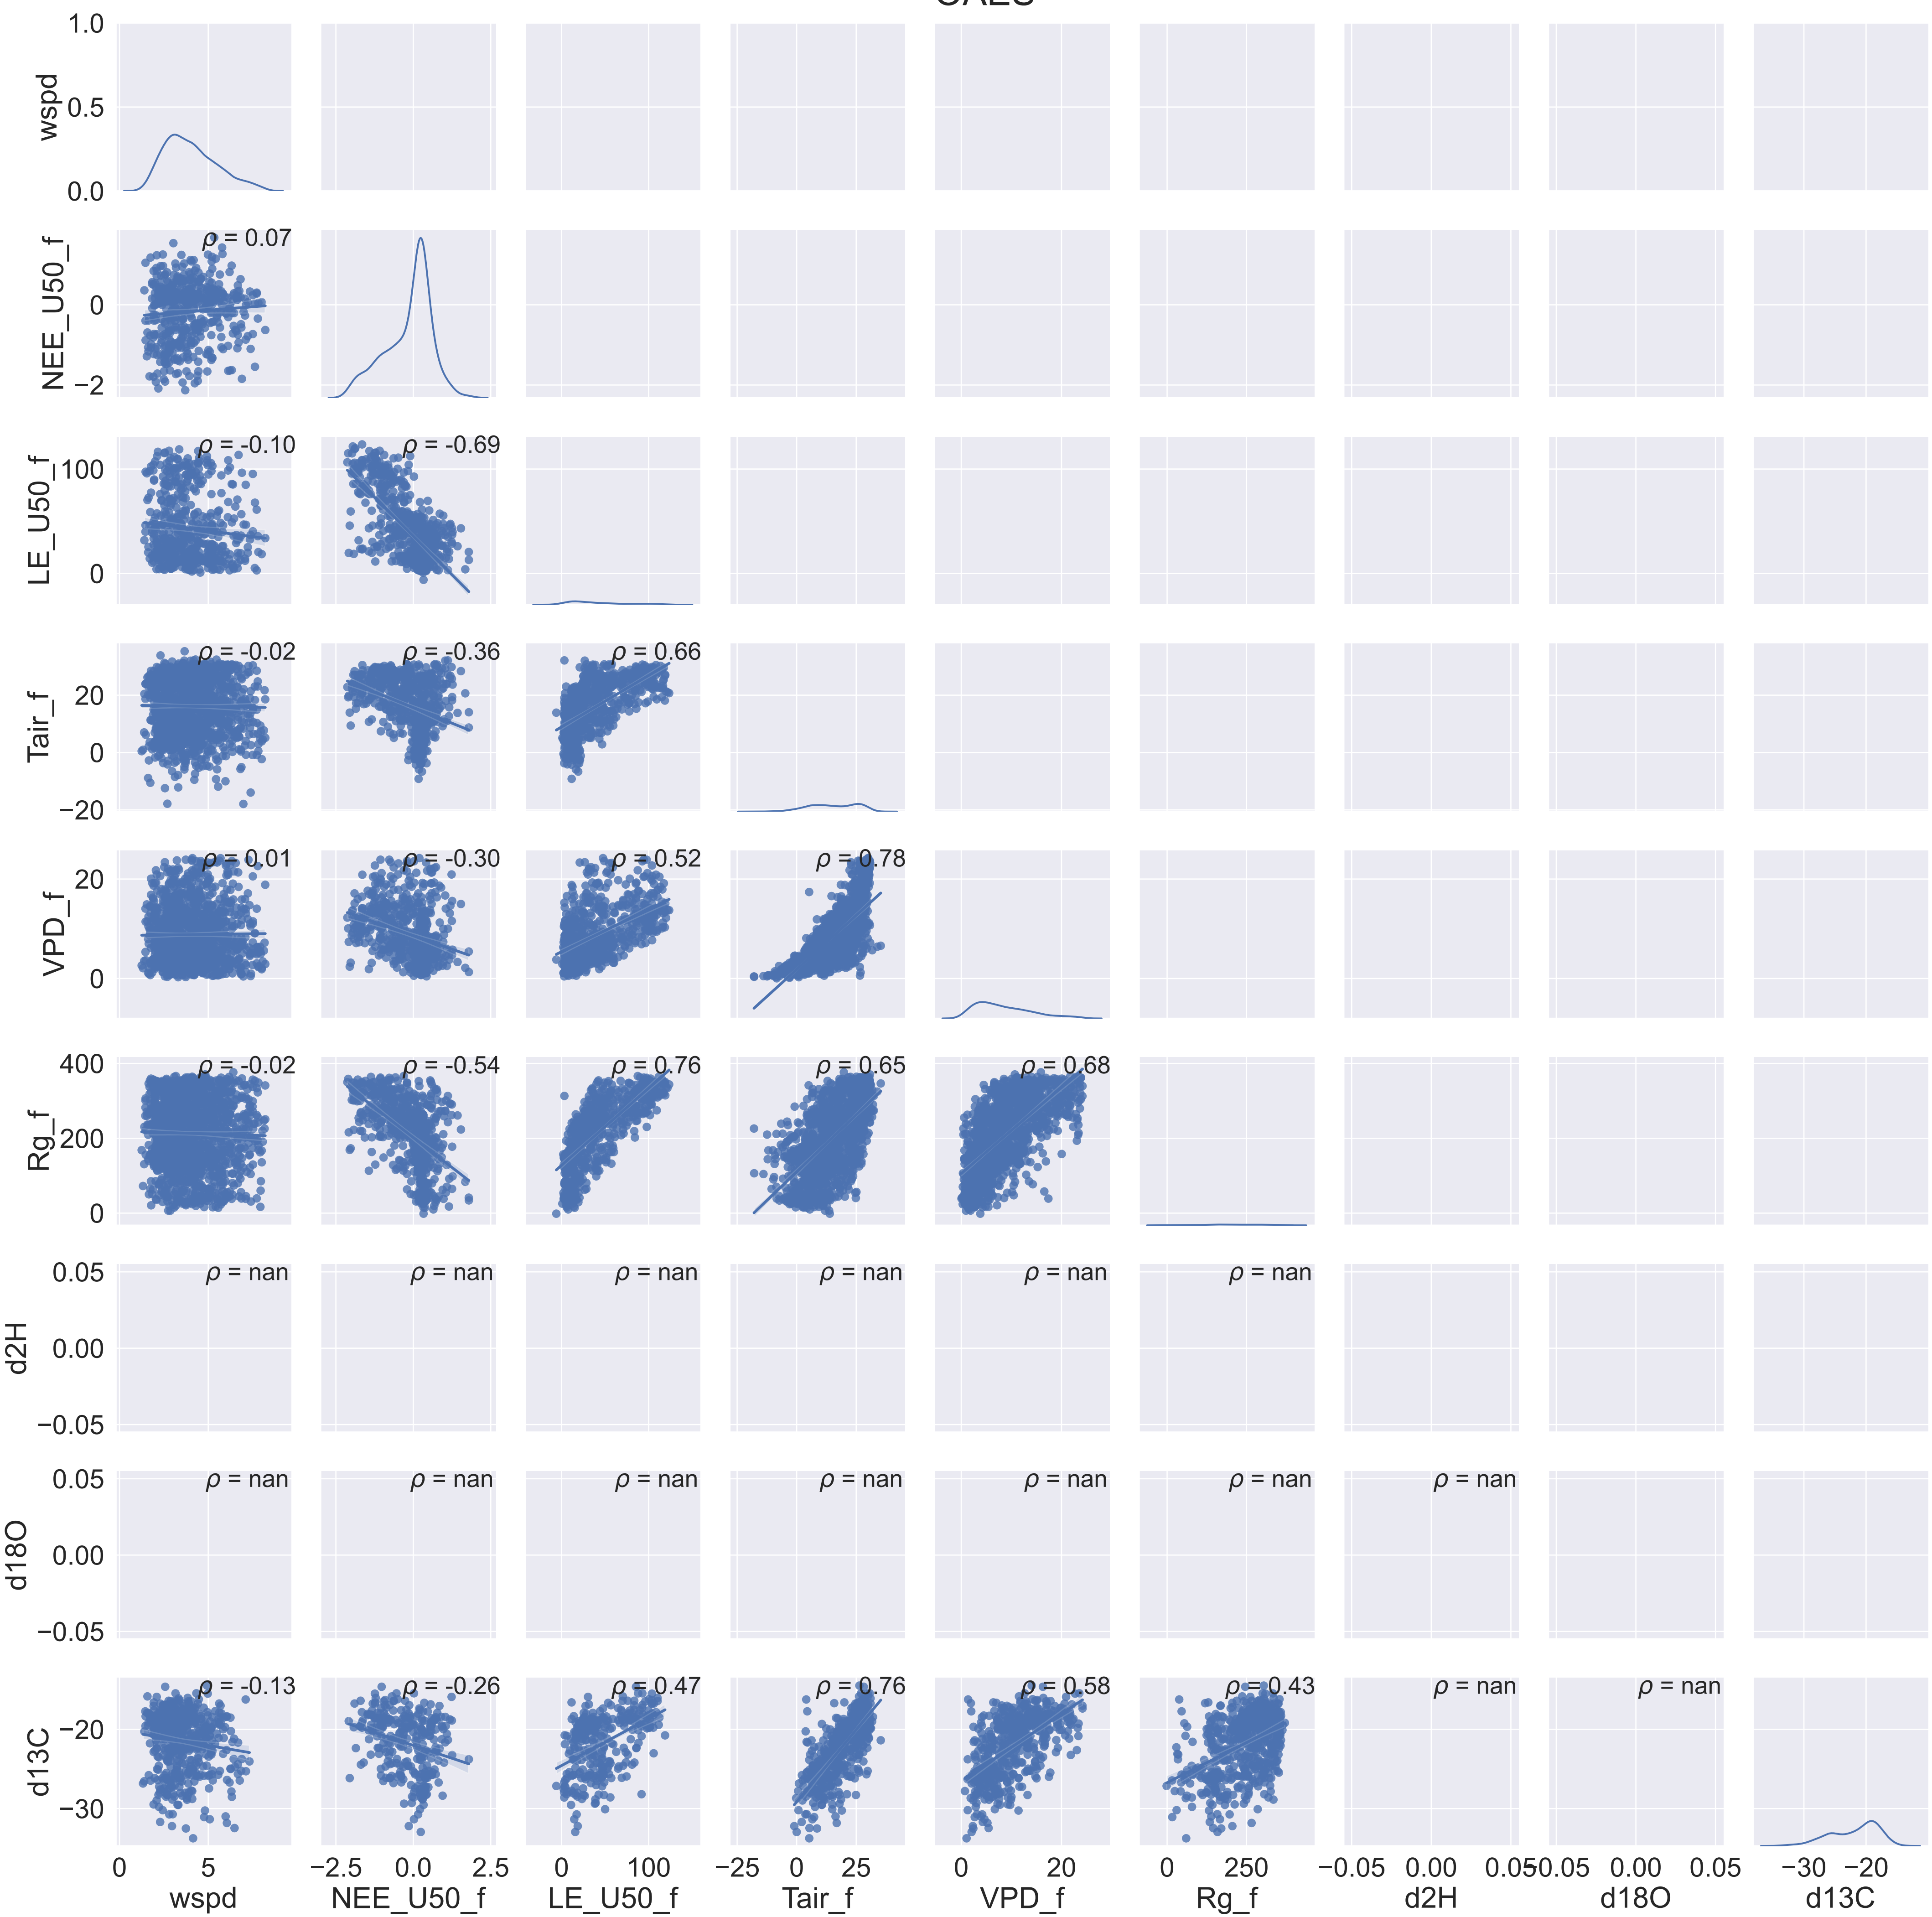 1.0
0.5
0.0
wspd
ρ = 0.07
0
−2
NEE_U50_f
ρ = -0.10
ρ = -0.69
100
0
LE_U50_f
ρ = -0.02
ρ = -0.36
ρ = 0.66
20
0
−20
Tair_f
ρ = 0.01
ρ = -0.30
ρ = 0.52
ρ = 0.78
20
0
VPD_f
ρ = -0.02
ρ = -0.54
ρ = 0.76
ρ = 0.65
ρ = 0.68
400
200
0
Rg_f
ρ = nan
ρ = nan
ρ = nan
ρ = nan
ρ = nan
ρ = nan
0.05
0.00
−0.05
d2H
ρ = nan
ρ = nan
ρ = nan
ρ = nan
ρ = nan
ρ = nan
ρ = nan
0.05
0.00
−0.05
d18O
ρ = -0.13
ρ = -0.26
ρ = 0.47
ρ = 0.76
ρ = 0.58
ρ = 0.43
ρ = nan
ρ = nan
−20
−30
d13C
0 5
−2.5 0.0 2.5
0 100
−25 0 25
0 20
0 250
−0.05 0.00 0.05
−0.05 0.00 0.05
−30 −20
wspd
NEE_U50_f
LE_U50_f
Tair_f
VPD_f
Rg_f
d2H
d18O
d13C